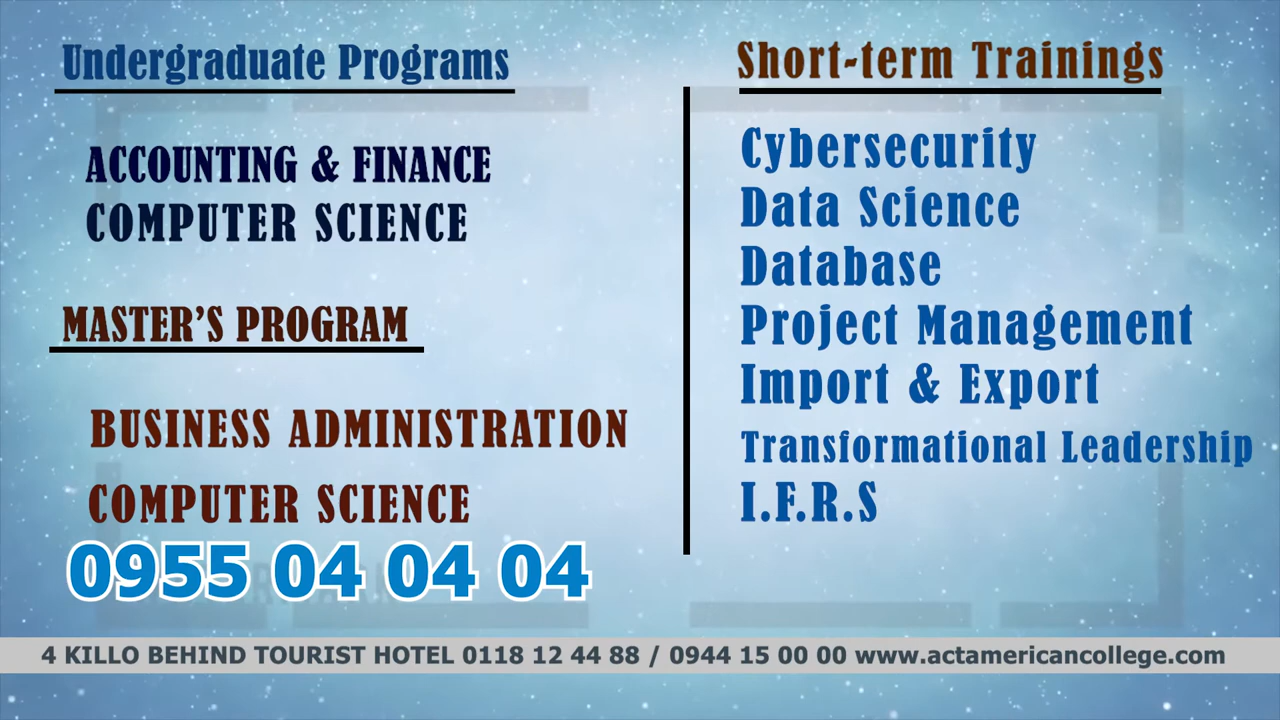 Undergraduate Programs
ACCOUNTING & FINANCE
COMPUTER SCIENCE
MASTER'S PROGRAM
BUSINESS ADMINISTRATION
COMPUTER SCIENCE
0955 04 04 04
Short-term Trainings
Cybersecurity
Data Science
Database
Project Management
Import & Export
Transformational Leadership
I.F.R.S
4 KILLO BEHIND TOURIST HOTEL 0118 12 44 88 / 0944 15 00 00 www.actamericancollege.com